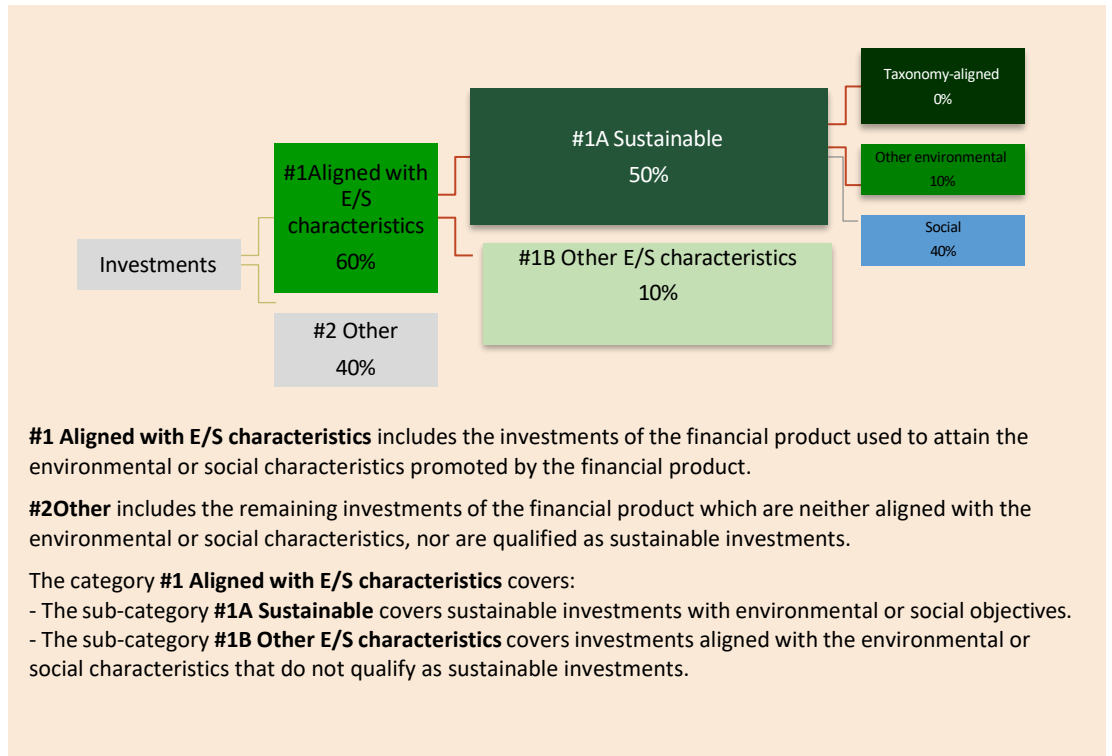 Taxonomy-aligned
0%
#1A Sustainable
50%
Other environmental
10%
#1Aligned with
E/S
characteristics
60%
Social
40%
Investments
#1B Other E/S characteristics
10%
#2 Other
40%
#1 Aligned with E/S characteristics includes the investments of the financial product used to attain the
environmental or social characteristics promoted by the financial product.
#2Other includes the remaining investments of the financial product which are neither aligned with the
environmental or social characteristics, nor are qualified as sustainable investments.
The category #1 Aligned with E/S characteristics covers:
- The sub-category #1A Sustainable covers sustainable investments with environmental or social objectives.
- The sub-category #1B Other E/S characteristics covers investments aligned with the environmental or
social characteristics that do not qualify as sustainable investments.